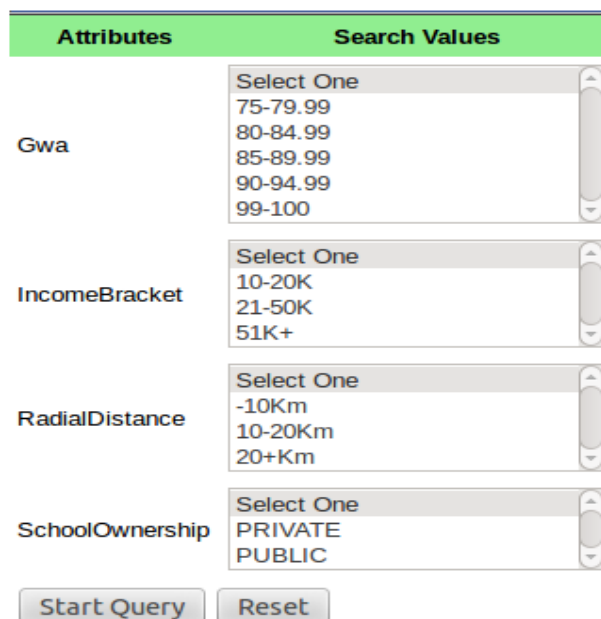 Attributes Search Values
Gwa
Select One
75-79.99
80-84.99
85-89.99
90-94.99
99-100
IncomeBracket
Select One
10-20K
21-50K
51K+
RadialDistance
Select One
-10Km
10-20Km
20+Km
SchoolOwnership
Select One
PRIVATE
PUBLIC
Start Query Reset